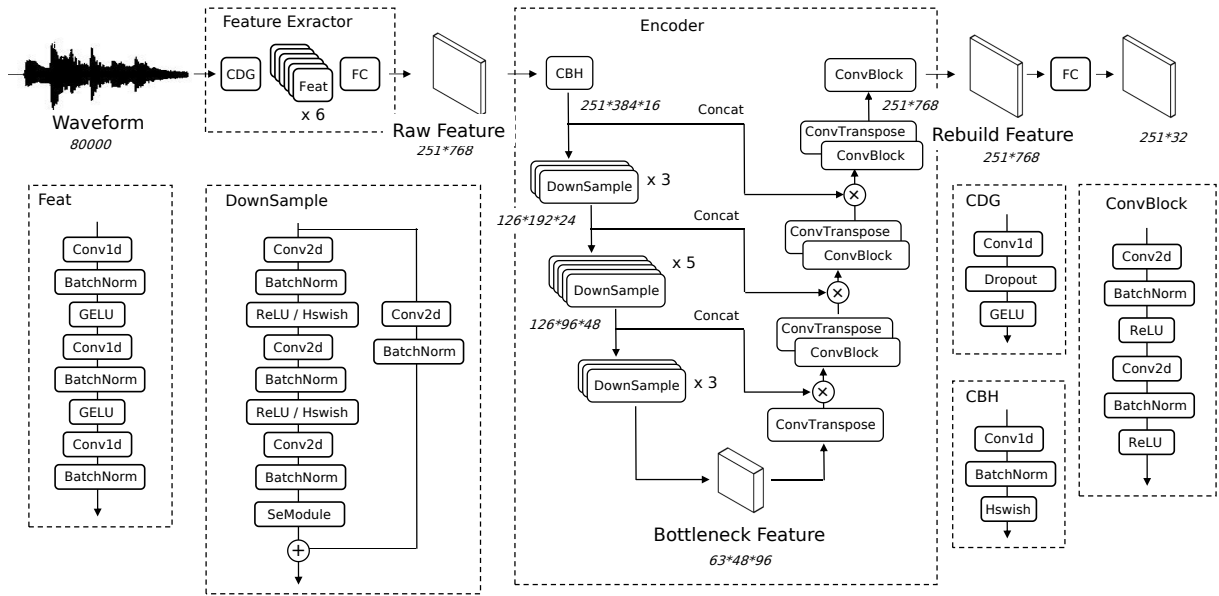 Feature Exractor
CDG
Feat
x 6
FC
Waveform
80000
Raw Feature
251*768
Encoder
CBH
251*384*16
Concat
ConvBlock
251*768
ConvTranspose
ConvBlock
DownSample
x 3
126*192*24
Concat
ConvTranspose
ConvBlock
DownSample
x 5
126*96*48
Concat
ConvTranspose
ConvBlock
DownSample
x 3
ConvTranspose
Bottleneck Feature
63*48*96
Rebuild Feature
251*768
FC
251*32
Feat
Conv1d
BatchNorm
GELU
Conv1d
BatchNorm
GELU
Conv1d
BatchNorm
DownSample
Conv2d
BatchNorm
ReLU / Hswish
Conv2d
BatchNorm
ReLU / Hswish
Conv2d
BatchNorm
SeModule
+
Conv2d
BatchNorm
CDG
Conv1d
Dropout
GELU
CBH
Conv1d
BatchNorm
Hswish
ConvBlock
Conv2d
BatchNorm
ReLU
Conv2d
BatchNorm
ReLU